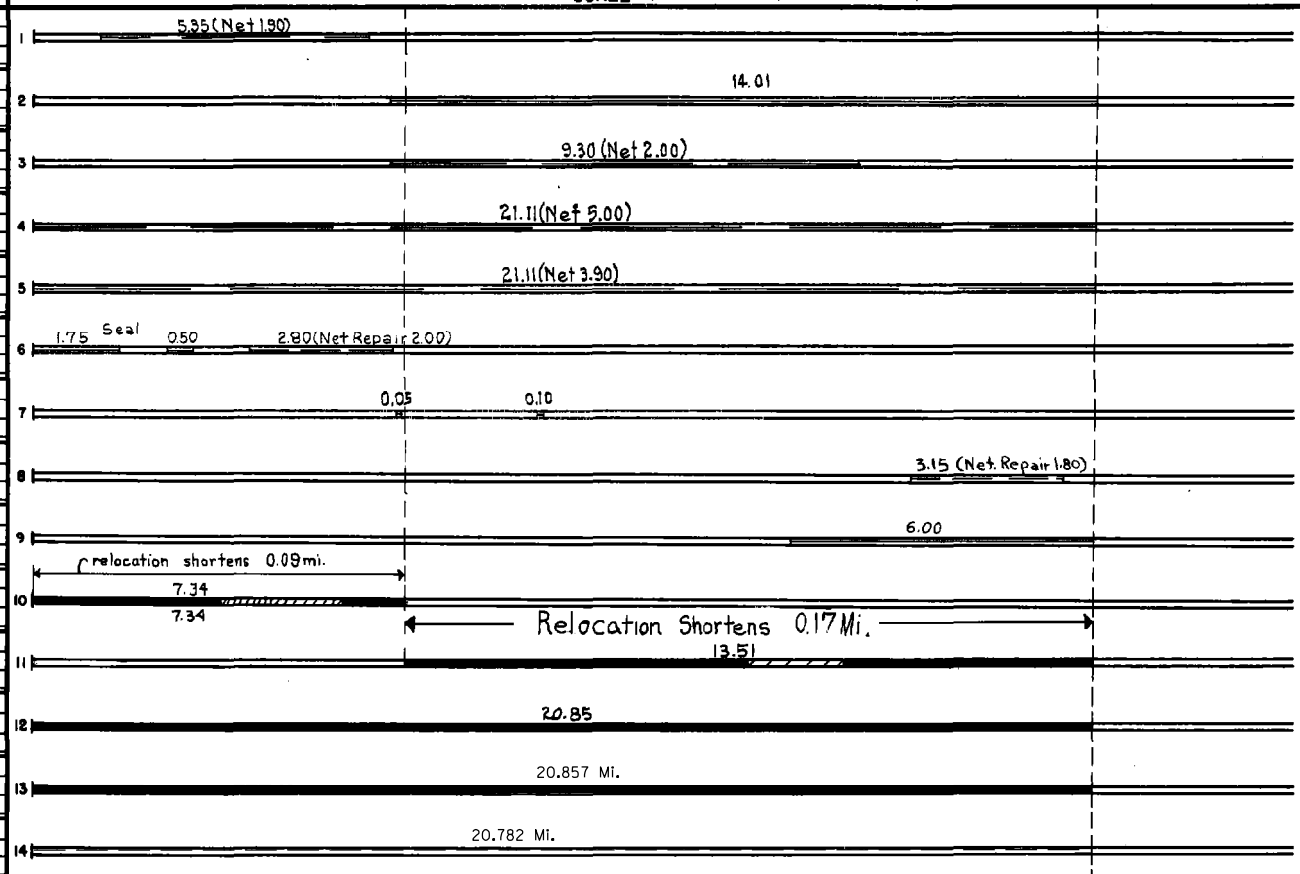 1 5.35 (Net 1.90)
2 14.01
3 9.30 (Net 2.00)
4 21.11 (Net 5.00)
5 21.11 (Net 3.90)
6 1.75 Seal 0.50 2.80 (Net Repair 2.00)
7 0.05 0.10
8 3.15 (Net. Repair 1.80)
9 6.00
relocation shortens 0.09 mi.
7.34
10
7.34
Relocation Shortens 0.17 Mi.
11 13.51
12 20.85
13 20.857 Mi.
14 20.782 Mi.